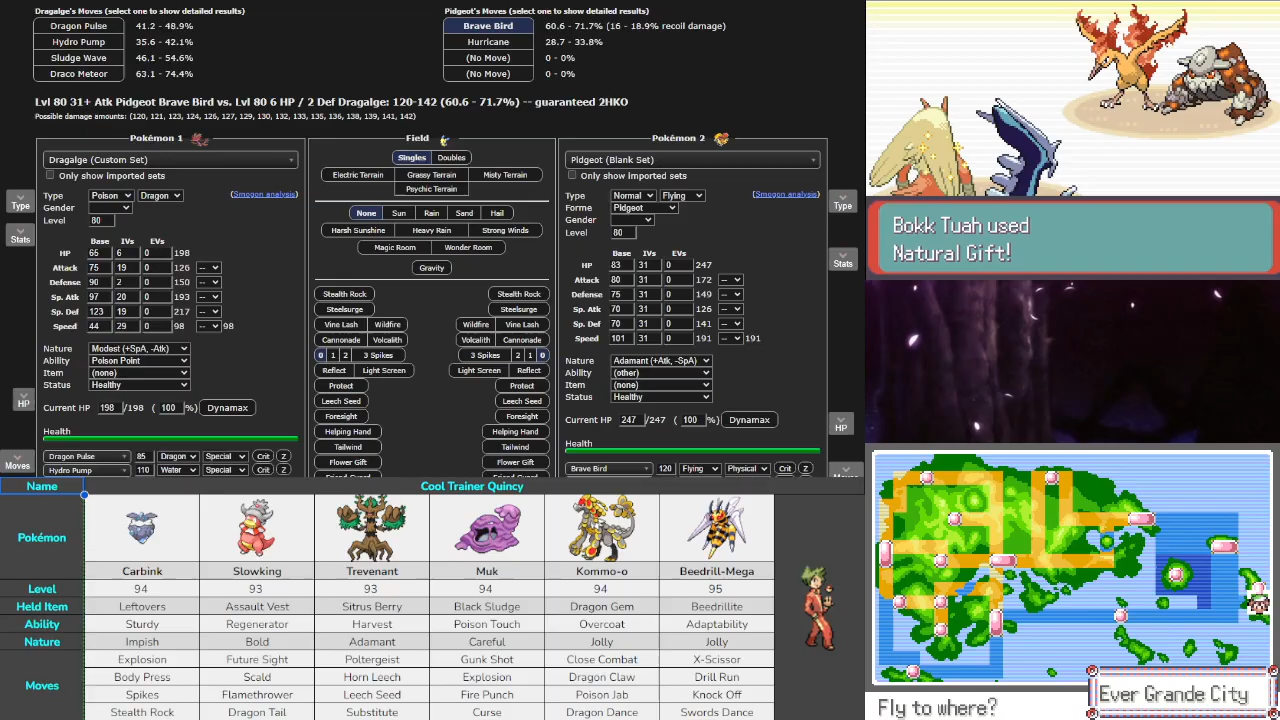 Dragalge's Moves (select one to show detailed results)
Dragon Pulse 41.2 - 48.9%
Hydro Pump 35.6 - 42.1%
Sludge Wave 46.1 - 54.6%
Draco Meteor 63.1 - 74.4%
Pidgeot's Moves (select one to show detailed results)
Brave Bird 60.6 - 71.7% (16 - 18.9% recoil damage)
Hurricane 28.7 - 33.8%
(No Move) 0 - 0%
(No Move) 0 - 0%
Lvl 80 31+ Atk Pidgeot Brave Bird vs. Lvl 80 6 HP / 2 Def Dragalge: 120-142 (60.6 - 71.7%) -- guaranteed 2HKO
Possible damage amounts: (120, 121, 123, 124, 126, 127, 129, 130, 132, 133, 135, 136, 138, 139, 141, 142)
Pokémon 1
Dragalge (Custom Set)
Only show imported sets
Type Poison Dragon (Smogon analysis)
Gender
Level 80
Base IVs EVs
HP 65 6 0 198
Attack 75 19 0 126 --
Defense 90 2 0 150 --
Sp. Atk 97 20 0 193 --
Sp. Def 123 19 0 217 --
Speed 44 29 0 98 -- 98
Nature Modest (+SpA, -Atk)
Ability Poison Point
Item (none)
Status Healthy
Current HP 198 /198 ( 100 %) Dynamax
Health
Dragon Pulse 85 Dragon Special Crit Z
Hydro Pump 110 Water Special Crit Z
Type
Stats
HP
Moves
Field
Singles Doubles
Electric Terrain Grassy Terrain Misty Terrain
Psychic Terrain
None Sun Rain Sand Hail
Harsh Sunshine Heavy Rain Strong Winds
Magic Room Wonder Room
Gravity
Stealth Rock Stealth Rock
Steelsurge Steelsurge
Vine Lash Wildfire Wildfire Vine Lash
Cannonade Volcalith Volcalith Cannonade
0 1 2 3 Spikes 3 Spikes 2 1 0
Reflect Light Screen Light Screen Reflect
Protect Protect
Leech Seed Leech Seed
Foresight Foresight
Helping Hand Helping Hand
Tailwind Tailwind
Flower Gift Flower Gift
Friend Guard Friend Guard
Pokémon 2
Pidgeot (Blank Set)
Only show imported sets
Type Normal Flying (Smogon analysis)
Forme Pidgeot
Gender
Level 80
Base IVs EVs
HP 83 31 0 247
Attack 80 31 0 172 --
Defense 75 31 0 149 --
Sp. Atk 70 31 0 126 --
Sp. Def 70 31 0 141 --
Speed 101 31 0 191 -- 191
Nature Adamant (+Atk, -SpA)
Ability (other)
Item (none)
Status Healthy
Current HP 247 /247 ( 100 %) Dynamax
Health
Brave Bird 120 Flying Physical Crit Z
Type
Stats
HP
Moves
Name Cool Trainer Quincy
Pokémon Carbink Slowking Trevenant Muk Kommo-o Beedrill-Mega
Level 94 93 93 94 94 95
Held Item Leftovers Assault Vest Sitrus Berry Black Sludge Dragon Gem Beedrillite
Ability Sturdy Regenerator Harvest Poison Touch Overcoat Adaptability
Nature Impish Bold Adamant Careful Jolly Jolly
Moves Explosion Future Sight Poltergeist Gunk Shot Close Combat X-Scissor
Body Press Scald Horn Leech Explosion Dragon Claw Drill Run
Spikes Flamethrower Leech Seed Fire Punch Poison Jab Knock Off
Stealth Rock Dragon Tail Substitute Curse Dragon Dance Swords Dance
Bokk Tuah used
Natural Gift!
Fly to where?
Ever Grande City